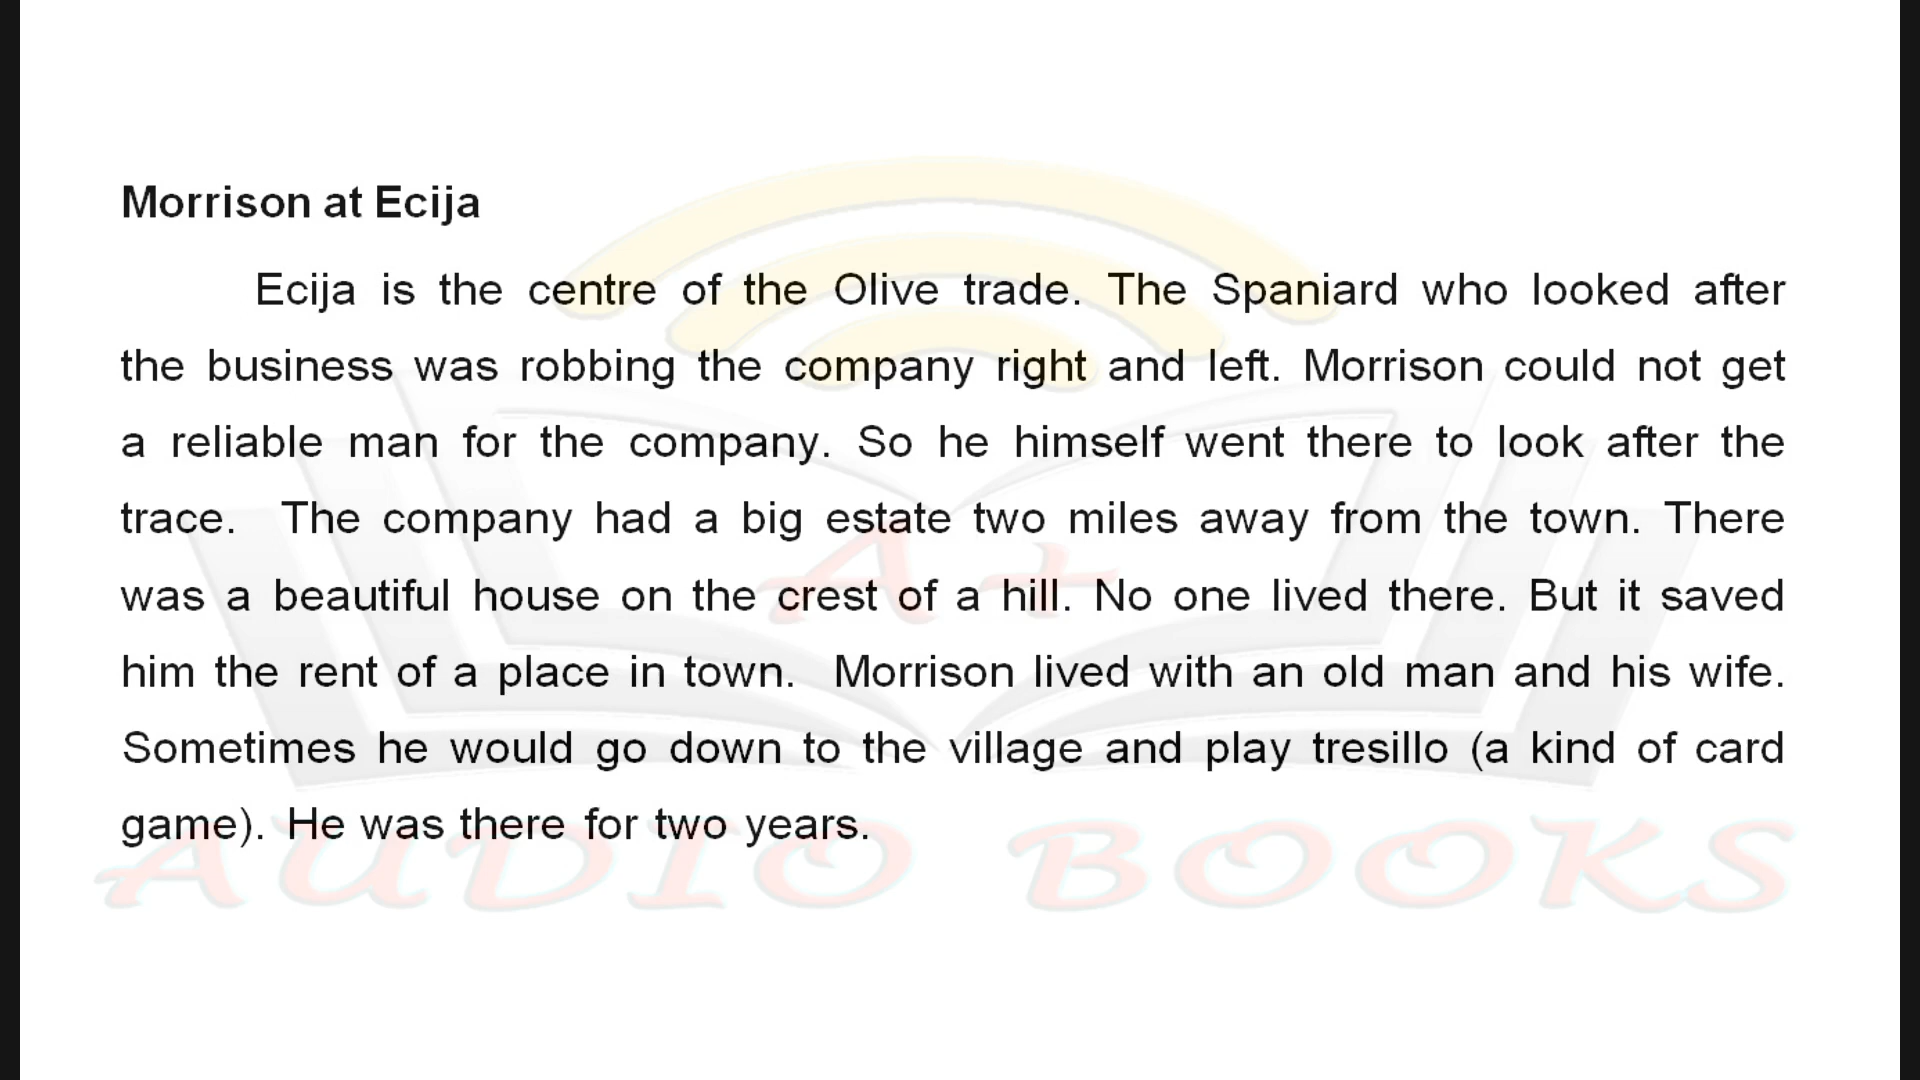 Morrison at Ecija
Ecija is the centre of the Olive trade. The Spaniard who looked after
the business was robbing the company right and left. Morrison could not get
a reliable man for the company. So he himself went there to look after the
trace. The company had a big estate two miles away from the town. There
was a beautiful house on the crest of a hill. No one lived there. But it saved
him the rent of a place in town. Morrison lived with an old man and his wife.
Sometimes he would go down to the village and play tresillo (a kind of card
game). He was there for two years.
A+
AUDIO BOOKS